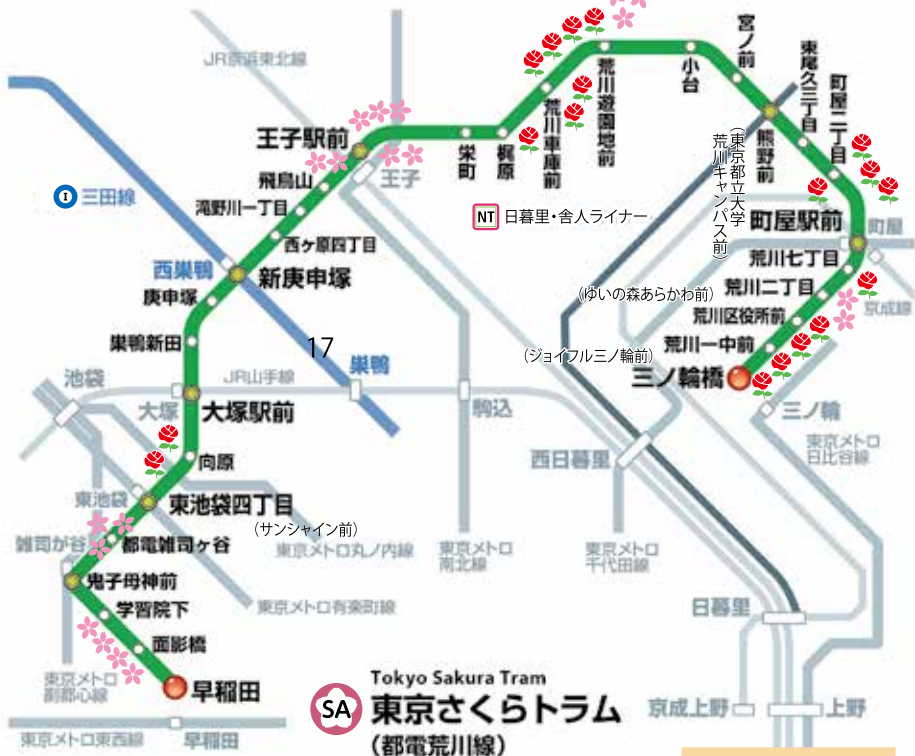 JR京浜東北線
王子駅前
王子
飛鳥山
滝野川一丁目
西ヶ原四丁目
三田線
西巣鴨
新庚申塚
庚申塚
巣鴨新田
17
巣鴨
池袋
JR山手線
大塚
大塚駅前
駒込
向原
東池袋
東池袋四丁目
(サンシャイン前)
雑司が谷
都電雑司ヶ谷
東京メトロ丸ノ内線
東京メトロ
南北線
東京メトロ
千代田線
鬼子母神前
学習院下
東京メトロ有楽町線
面影橋
東京メトロ
副都心線
早稲田
東京メトロ東西線
早稲田
栄町
梶原
荒川車庫前
荒川遊園地前
小台
宮ノ前
熊野前
(東京都立大学
荒川キャンパス前)
東尾久三丁目
町屋二丁目
町屋駅前
町屋
京成線
荒川七丁目
荒川二丁目
(ゆいの森あらかわ前)
荒川区役所前
荒川一中前
(ジョイフル三ノ輪前)
三ノ輪橋
三ノ輪
東京メトロ
日比谷線
NT
日暮里・舎人ライナー
西日暮里
日暮里
京成上野
上野
SA
Tokyo Sakura Tram
東京さくらトラム
(都電荒川線)
I